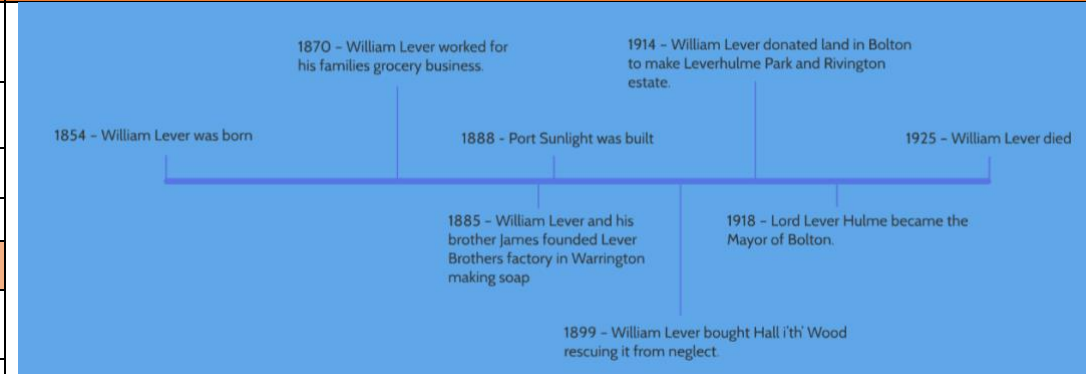 1870 – William Lever worked for
his families grocery business.
1914 – William Lever donated land in Bolton
to make Leverhulme Park and Rivington
estate.
1854 – William Lever was born
1888 – Port Sunlight was built
1925 – William Lever died
1885 – William Lever and his
brother James founded Lever
Brothers factory in Warrington
making soap
1918 – Lord Lever Hulme became the
Mayor of Bolton.
1899 – William Lever bought Hall i'th' Wood
rescuing it from neglect.